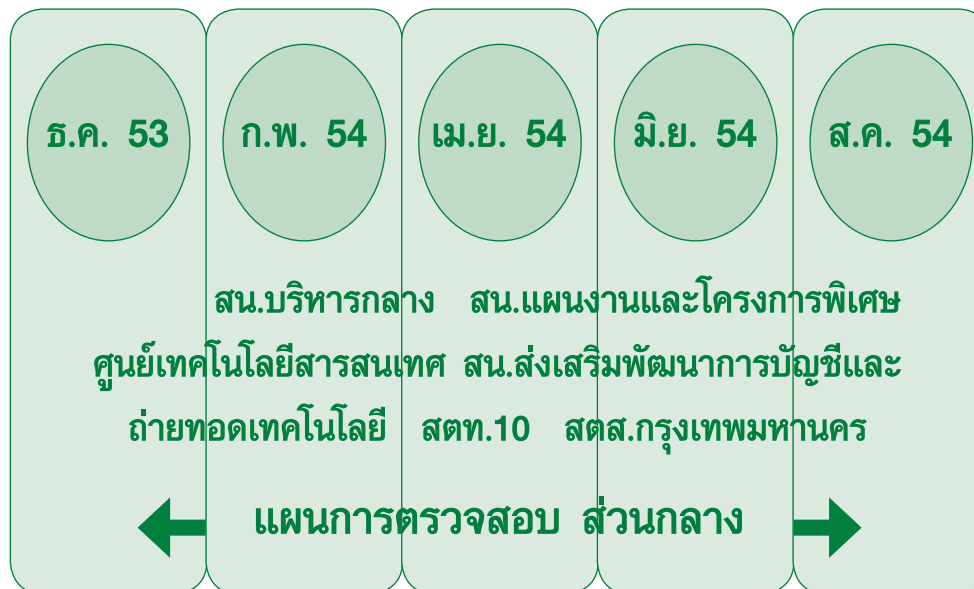 ธ.ค. 53 ก.พ. 54 เม.ย. 54 มิ.ย. 54 ส.ค. 54
สน.บริหารกลาง สน.แผนงานและโครงการพิเศษ
ศูนย์เทคโนโลยีสารสนเทศ สน.ส่งเสริมพัฒนาการบัญชีและ
ถ่ายทอดเทคโนโลยี สตท.10 สตส.กรุงเทพมหานคร
แผนการตรวจสอบ ส่วนกลาง